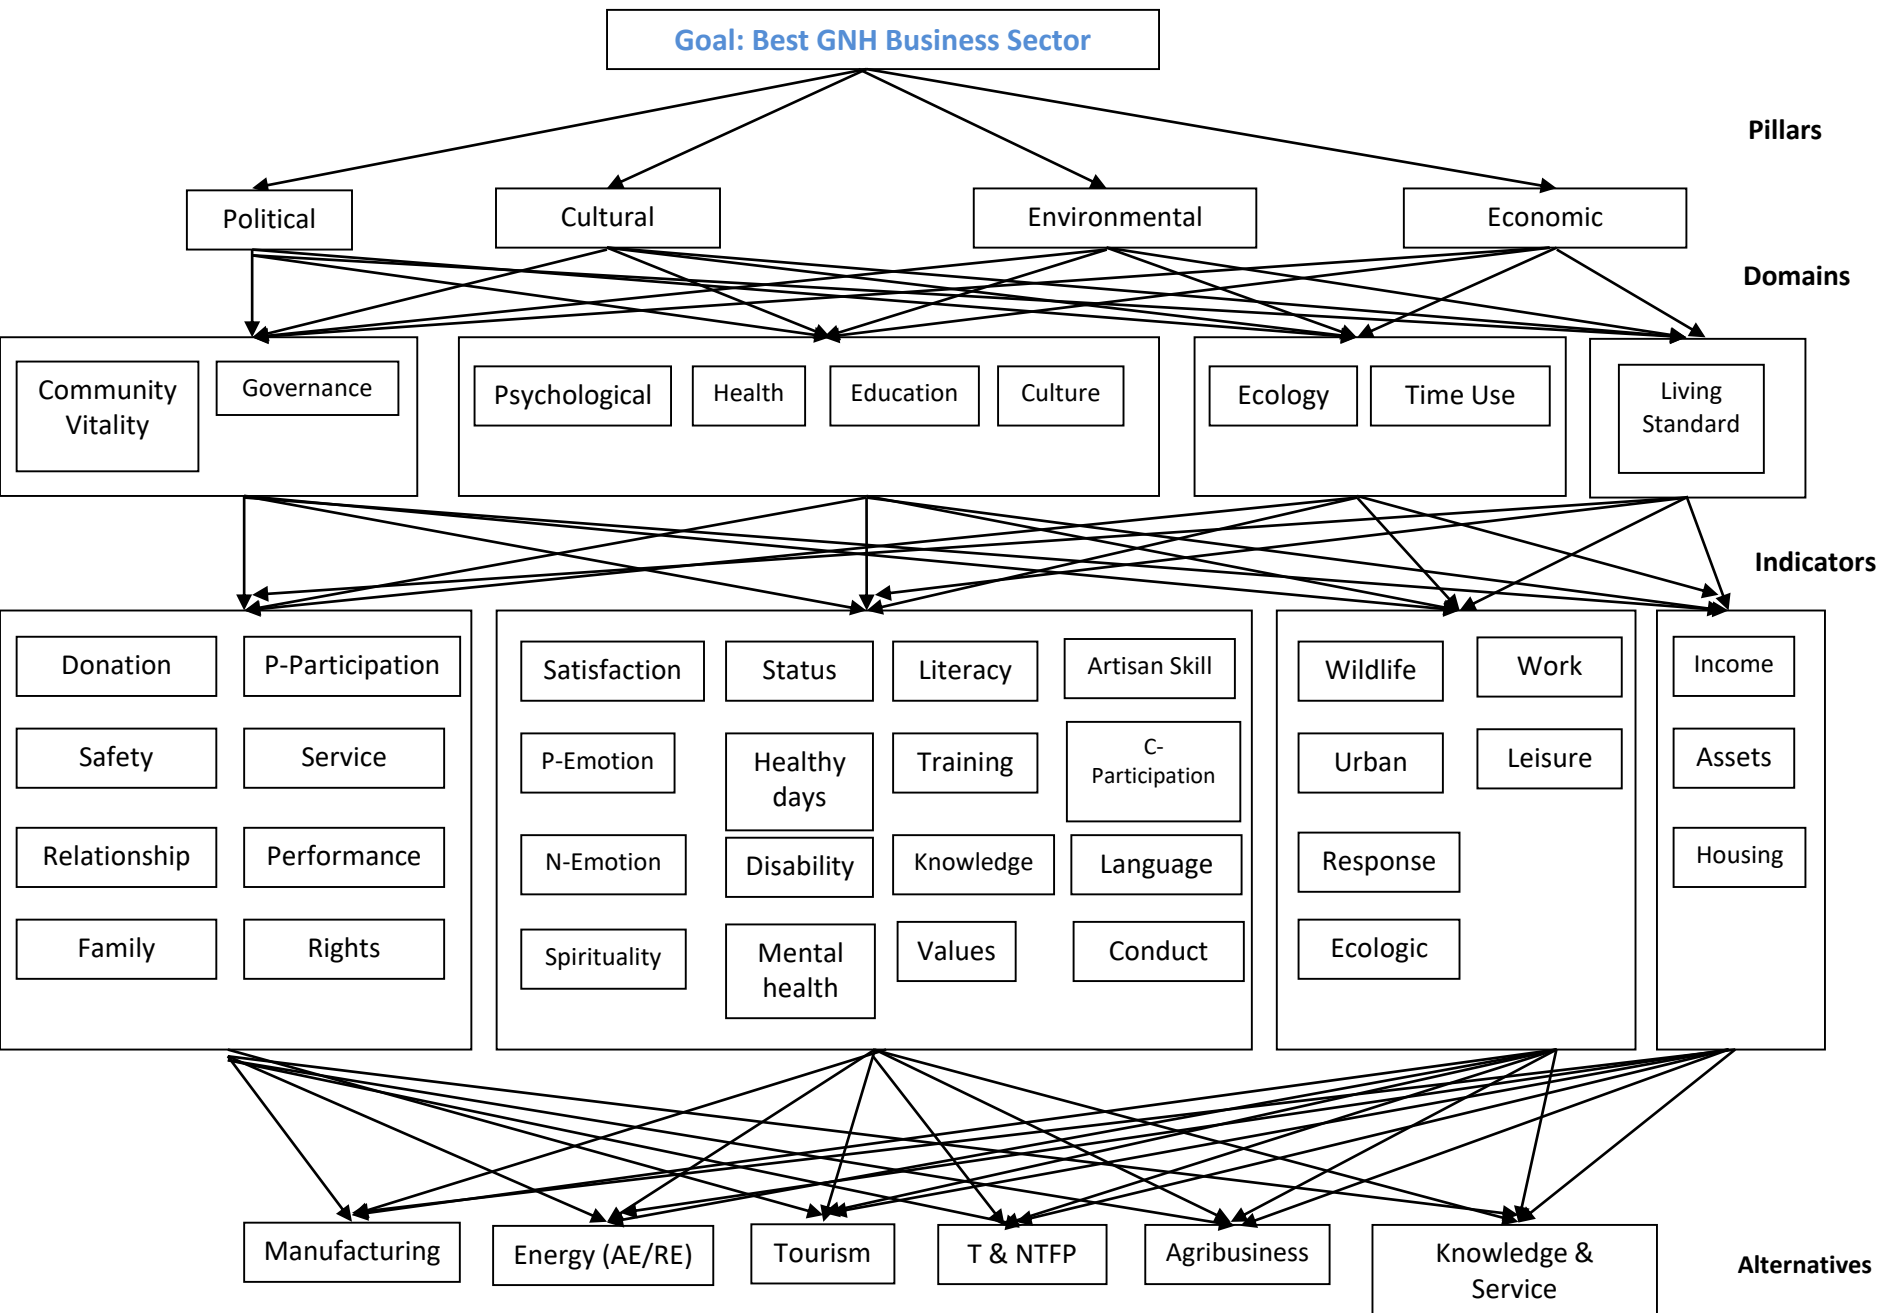 Goal: Best GNH Business Sector
Pillars
Political
Cultural
Environmental
Economic
Domains
Community
Vitality
Governance
Psychological
Health
Education
Culture
Ecology
Time Use
Living
Standard
Indicators
Donation
P-Participation
Satisfaction
Status
Literacy
Artisan Skill
Wildlife
Work
Income
Safety
Service
P-Emotion
Healthy
days
Training
C-
Participation
Urban
Leisure
Assets
Relationship
Performance
N-Emotion
Disability
Knowledge
Language
Response
Housing
Family
Rights
Spirituality
Mental
health
Values
Conduct
Ecologic
Manufacturing
Energy (AE/RE)
Tourism
T & NTFP
Agribusiness
Knowledge &
Service
Alternatives